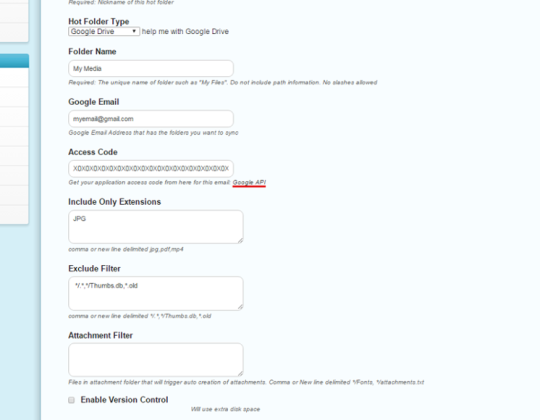 Required: Nickname of this hot folder
Hot Folder Type
Google Drive help me with Google Drive
Folder Name
My Media
Required: The unique name of folder such as "My Files". Do not include path information. No slashes allowed
Google Email
myemail@gmail.com
Google Email Address that has the folders you want to sync
Access Code
X0X0X0X0X0X0X0X0X0X0X0X0X0X0X0X
Get your application access code from here for this email. Google API
Include Only Extensions
JPG
comma or new line delimited jpg,pdf,mp4
Exclude Filter
*/.*,*/Thumbs.db,*.old
comma or new line delimited */.*,*/Thumbs.db,*.old
Attachment Filter
Files in attachment folder that will trigger auto creation of attachments. Comma or New line delimited */Fonts, */attachments.txt
Enable Version Control
Will use extra disk space